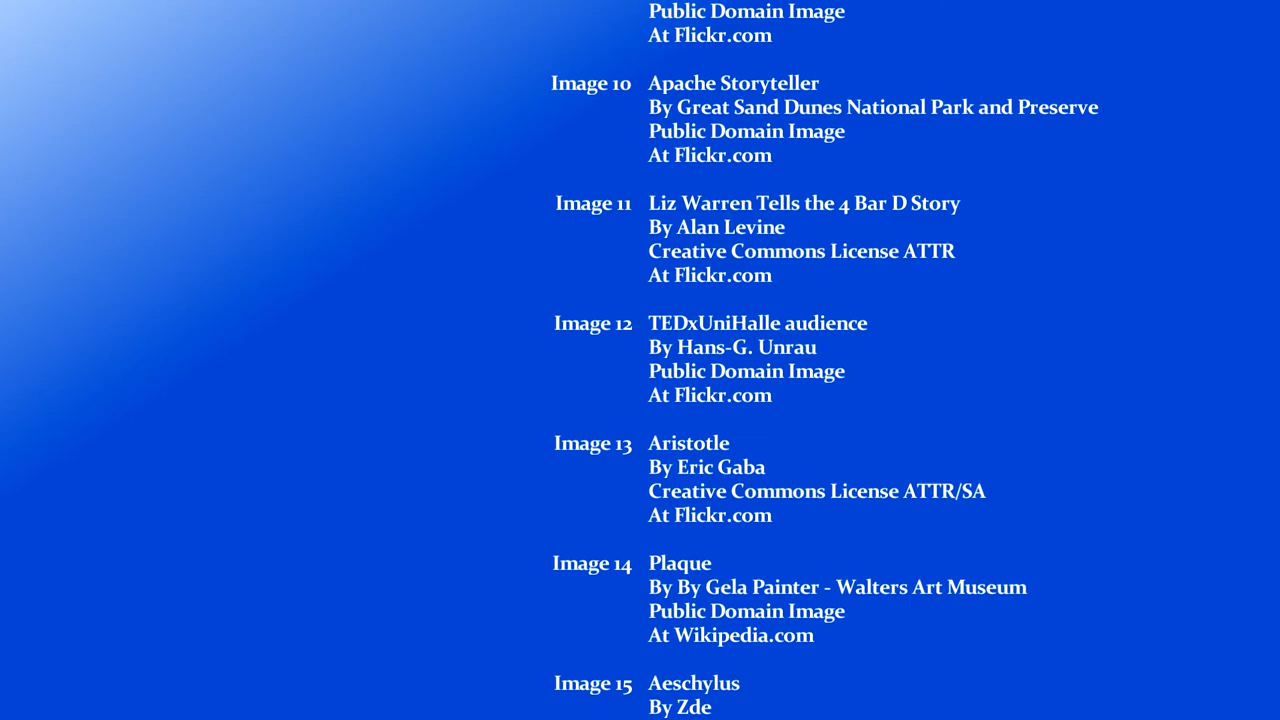 Public Domain Image
At Flickr.com
Image 10 Apache Storyteller
By Great Sand Dunes National Park and Preserve
Public Domain Image
At Flickr.com
Image 11 Liz Warren Tells the 4 Bar D Story
By Alan Levine
Creative Commons License ATTR
At Flickr.com
Image 12 TEDxUniHalle audience
By Hans-G. Unrau
Public Domain Image
At Flickr.com
Image 13 Aristotle
By Eric Gaba
Creative Commons License ATTR/SA
At Flickr.com
Image 14 Plaque
By By Gela Painter - Walters Art Museum
Public Domain Image
At Wikipedia.com
Image 15 Aeschylus
By Zde